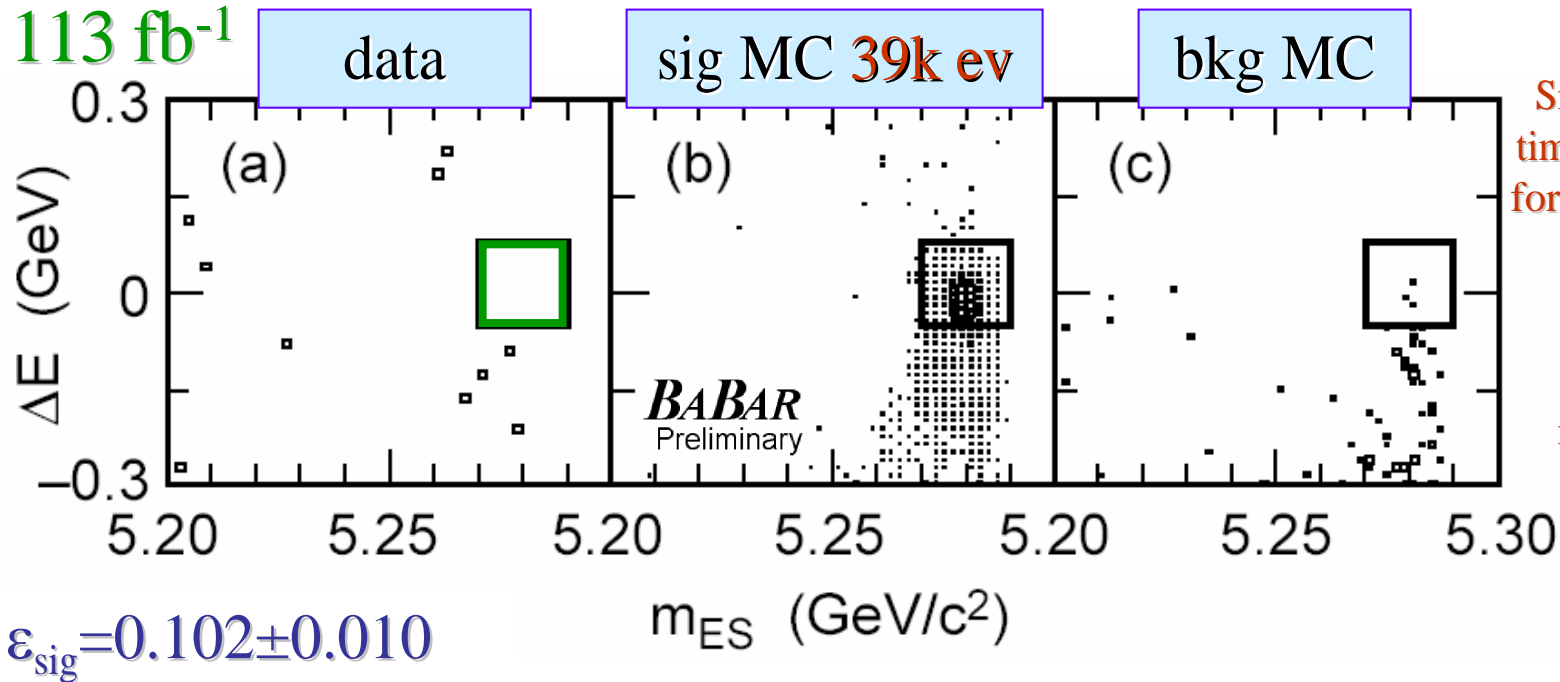 113 fb-1
data
sig MC 39k ev
bkg MC
0.3
0
–0.3
ΔE (GeV)
(a)
(b)
(c)
BABAR
Preliminary
5.20
5.25
5.20
5.25
5.20
5.25
5.30
mES (GeV/c2)
εsig=0.102±0.010
for